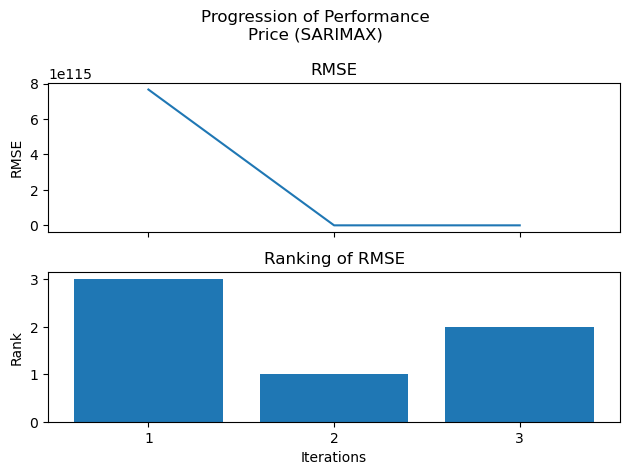 Progression of Performance
Price (SARIMAX)
RMSE
1e115
8
6
4
2
0
RMSE
Ranking of RMSE
3
2
1
0
Rank
1 2 3
Iterations